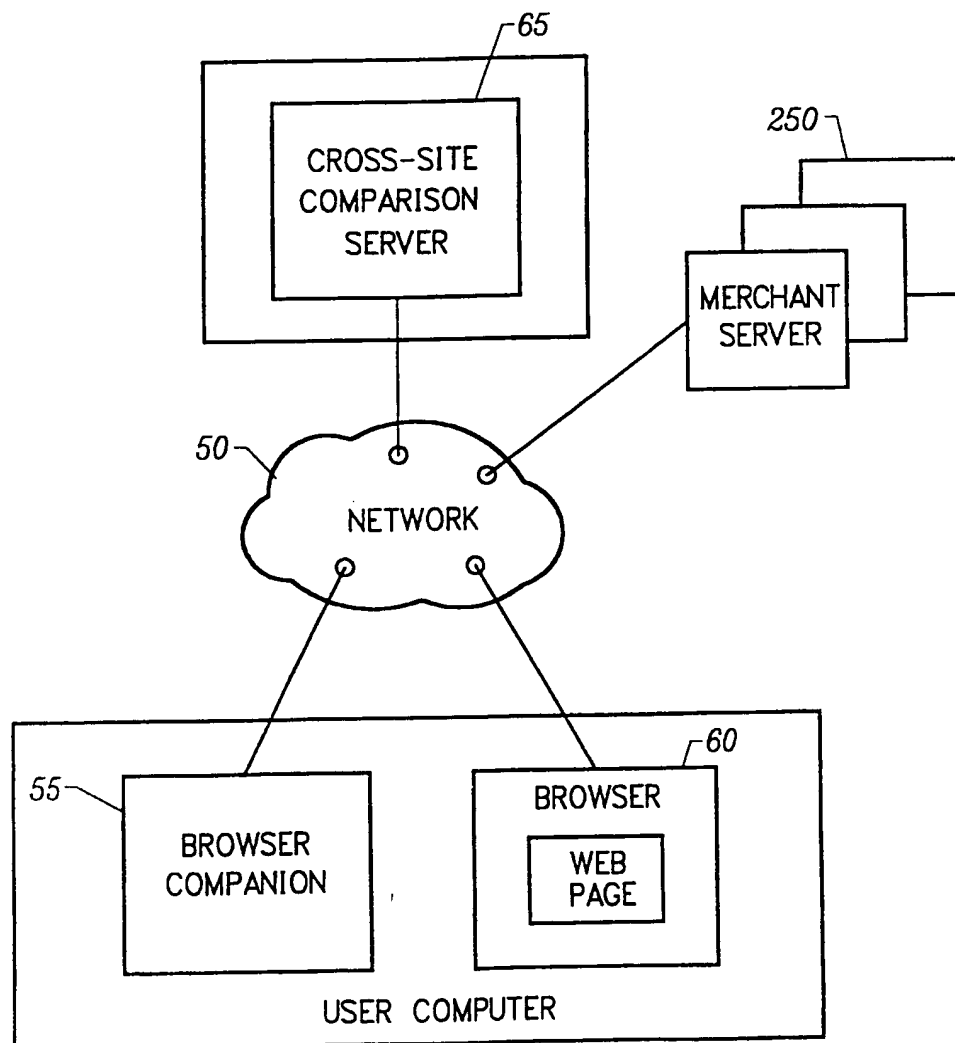 65
CROSS-SITE
COMPARISON
SERVER
250
MERCHANT
SERVER
50
NETWORK
55
BROWSER
COMPANION
60
BROWSER
WEB
PAGE
USER COMPUTER